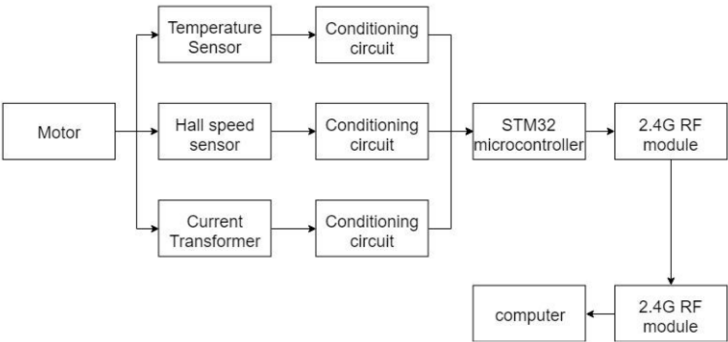 Temperature
Sensor
Conditioning
circuit
Motor
Hall speed
sensor
Conditioning
circuit
STM32
microcontroller
2.4G RF
module
Current
Transformer
Conditioning
circuit
computer
2.4G RF
module